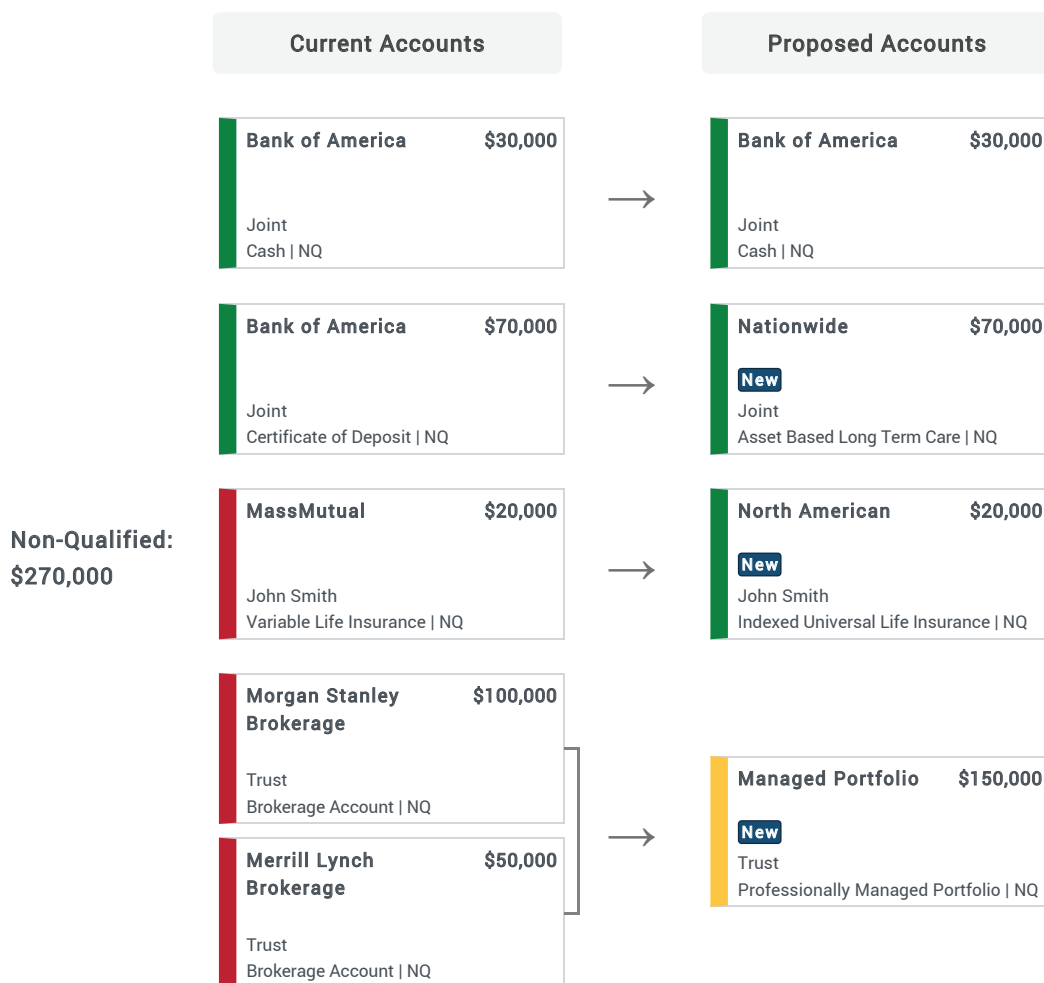 Current Accounts
Proposed Accounts
Bank of America $30,000
Joint
Cash | NQ
Bank of America $30,000
Joint
Cash | NQ
Bank of America $70,000
Joint
Certificate of Deposit | NQ
Nationwide $70,000
New
Joint
Asset Based Long Term Care | NQ
Non-Qualified:
$270,000
MassMutual $20,000
John Smith
Variable Life Insurance | NQ
North American $20,000
New
John Smith
Indexed Universal Life Insurance | NQ
Morgan Stanley $100,000
Brokerage
Trust
Brokerage Account | NQ
Merrill Lynch $50,000
Brokerage
Trust
Brokerage Account | NQ
Managed Portfolio $150,000
New
Trust
Professionally Managed Portfolio | NQ